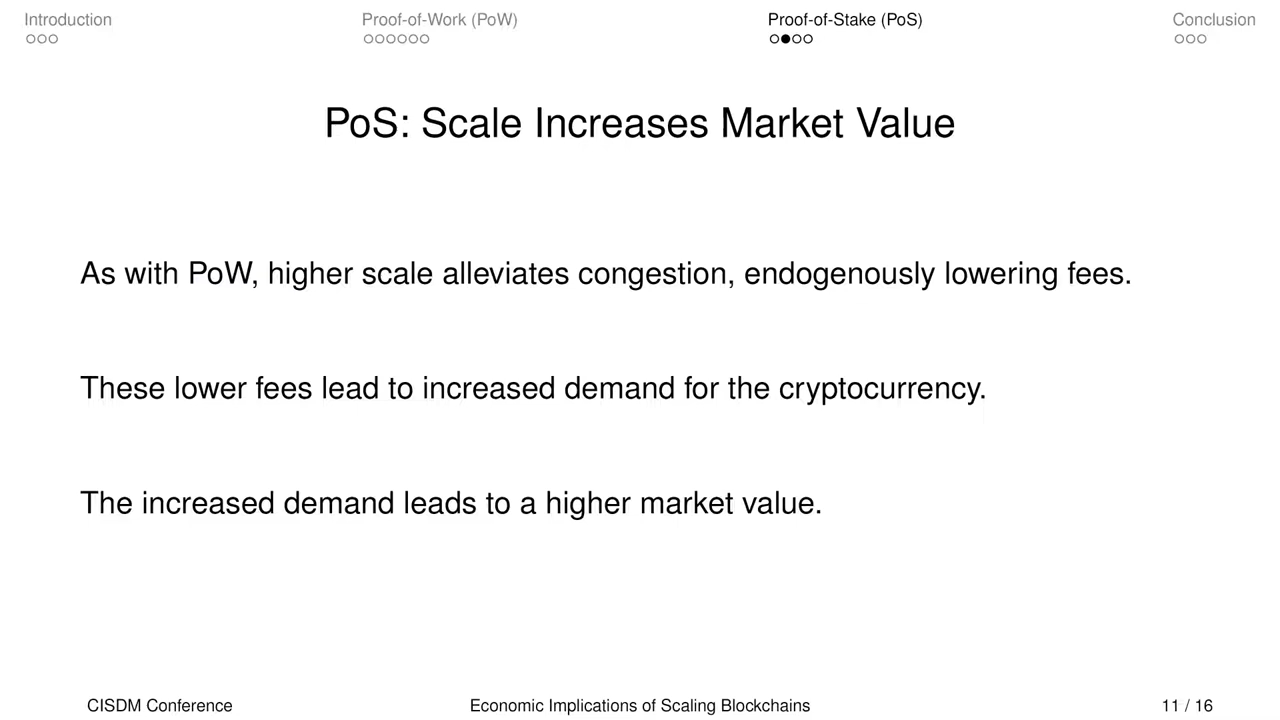 Introduction
Proof-of-Work (PoW)
Proof-of-Stake (PoS)
Conclusion
PoS: Scale Increases Market Value
As with PoW, higher scale alleviates congestion, endogenously lowering fees.
These lower fees lead to increased demand for the cryptocurrency.
The increased demand leads to a higher market value.
CISDM Conference
Economic Implications of Scaling Blockchains
11 / 16